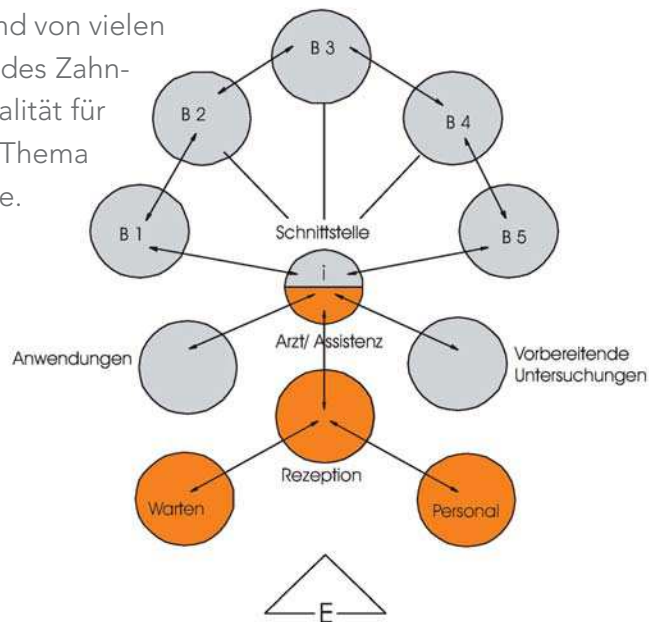 nd von vielen
des Zahn-
alität für
Thema
e.
B 3
B 2
B 4
B 1
B 5
Schnittstelle
i
Arzt/ Assistenz
Anwendungen
Vorbereitende
Untersuchungen
Rezeption
Warten
Personal
E